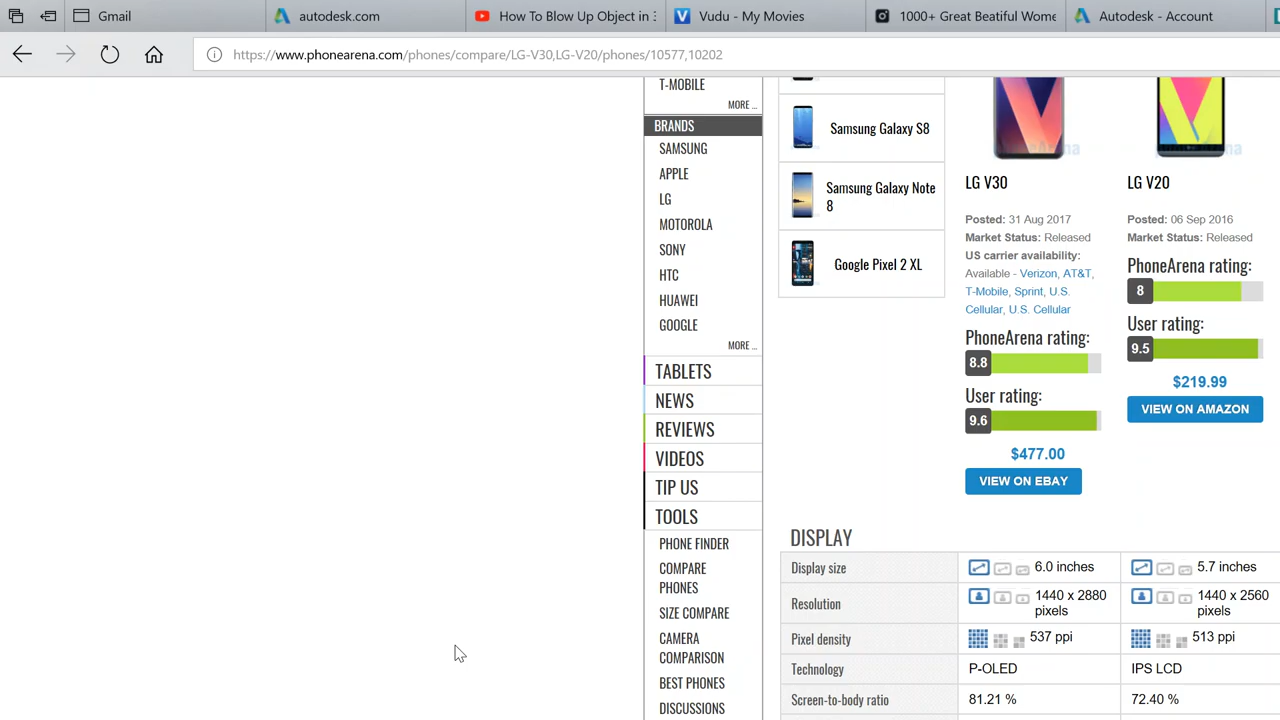 Gmail
autodesk.com
How To Blow Up Object in 3
Vudu - My Movies
1000+ Great Beatiful Wome
Autodesk - Account
https://www.phonearena.com/phones/compare/LG-V30,LG-V20/phones/10577,10202
T-MOBILE
MORE ...
BRANDS
SAMSUNG
APPLE
LG
MOTOROLA
SONY
HTC
HUAWEI
GOOGLE
MORE ...
TABLETS
NEWS
REVIEWS
VIDEOS
TIP US
TOOLS
PHONE FINDER
COMPARE
PHONES
SIZE COMPARE
CAMERA
COMPARISON
BEST PHONES
DISCUSSIONS
Samsung Galaxy S8
Samsung Galaxy Note
8
Google Pixel 2 XL
LG V30
Posted: 31 Aug 2017
Market Status: Released
US carrier availability:
Available - Verizon, AT&T,
T-Mobile, Sprint, U.S.
Cellular, U.S. Cellular
PhoneArena rating:
8.8
User rating:
9.6
$477.00
VIEW ON EBAY
LG V20
Posted: 06 Sep 2016
Market Status: Released
PhoneArena rating:
8
User rating:
9.5
$219.99
VIEW ON AMAZON
DISPLAY
Display size 6.0 inches 5.7 inches
Resolution 1440 x 2880 1440 x 2560
pixels pixels
Pixel density 537 ppi 513 ppi
Technology P-OLED IPS LCD
Screen-to-body ratio 81.21 % 72.40 %